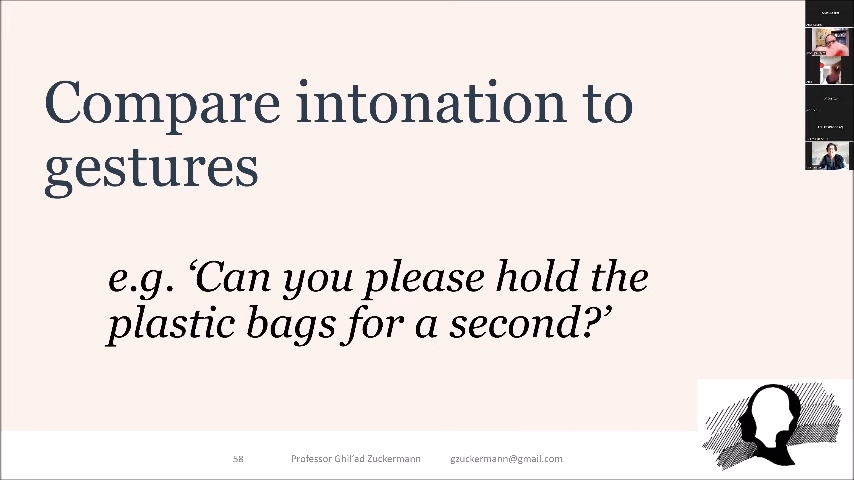 Compare intonation to
gestures
e.g. ‘Can you please hold the
plastic bags for a second?’
58 Professor Ghil‘ad Zuckermann gzuckermann@gmail.com